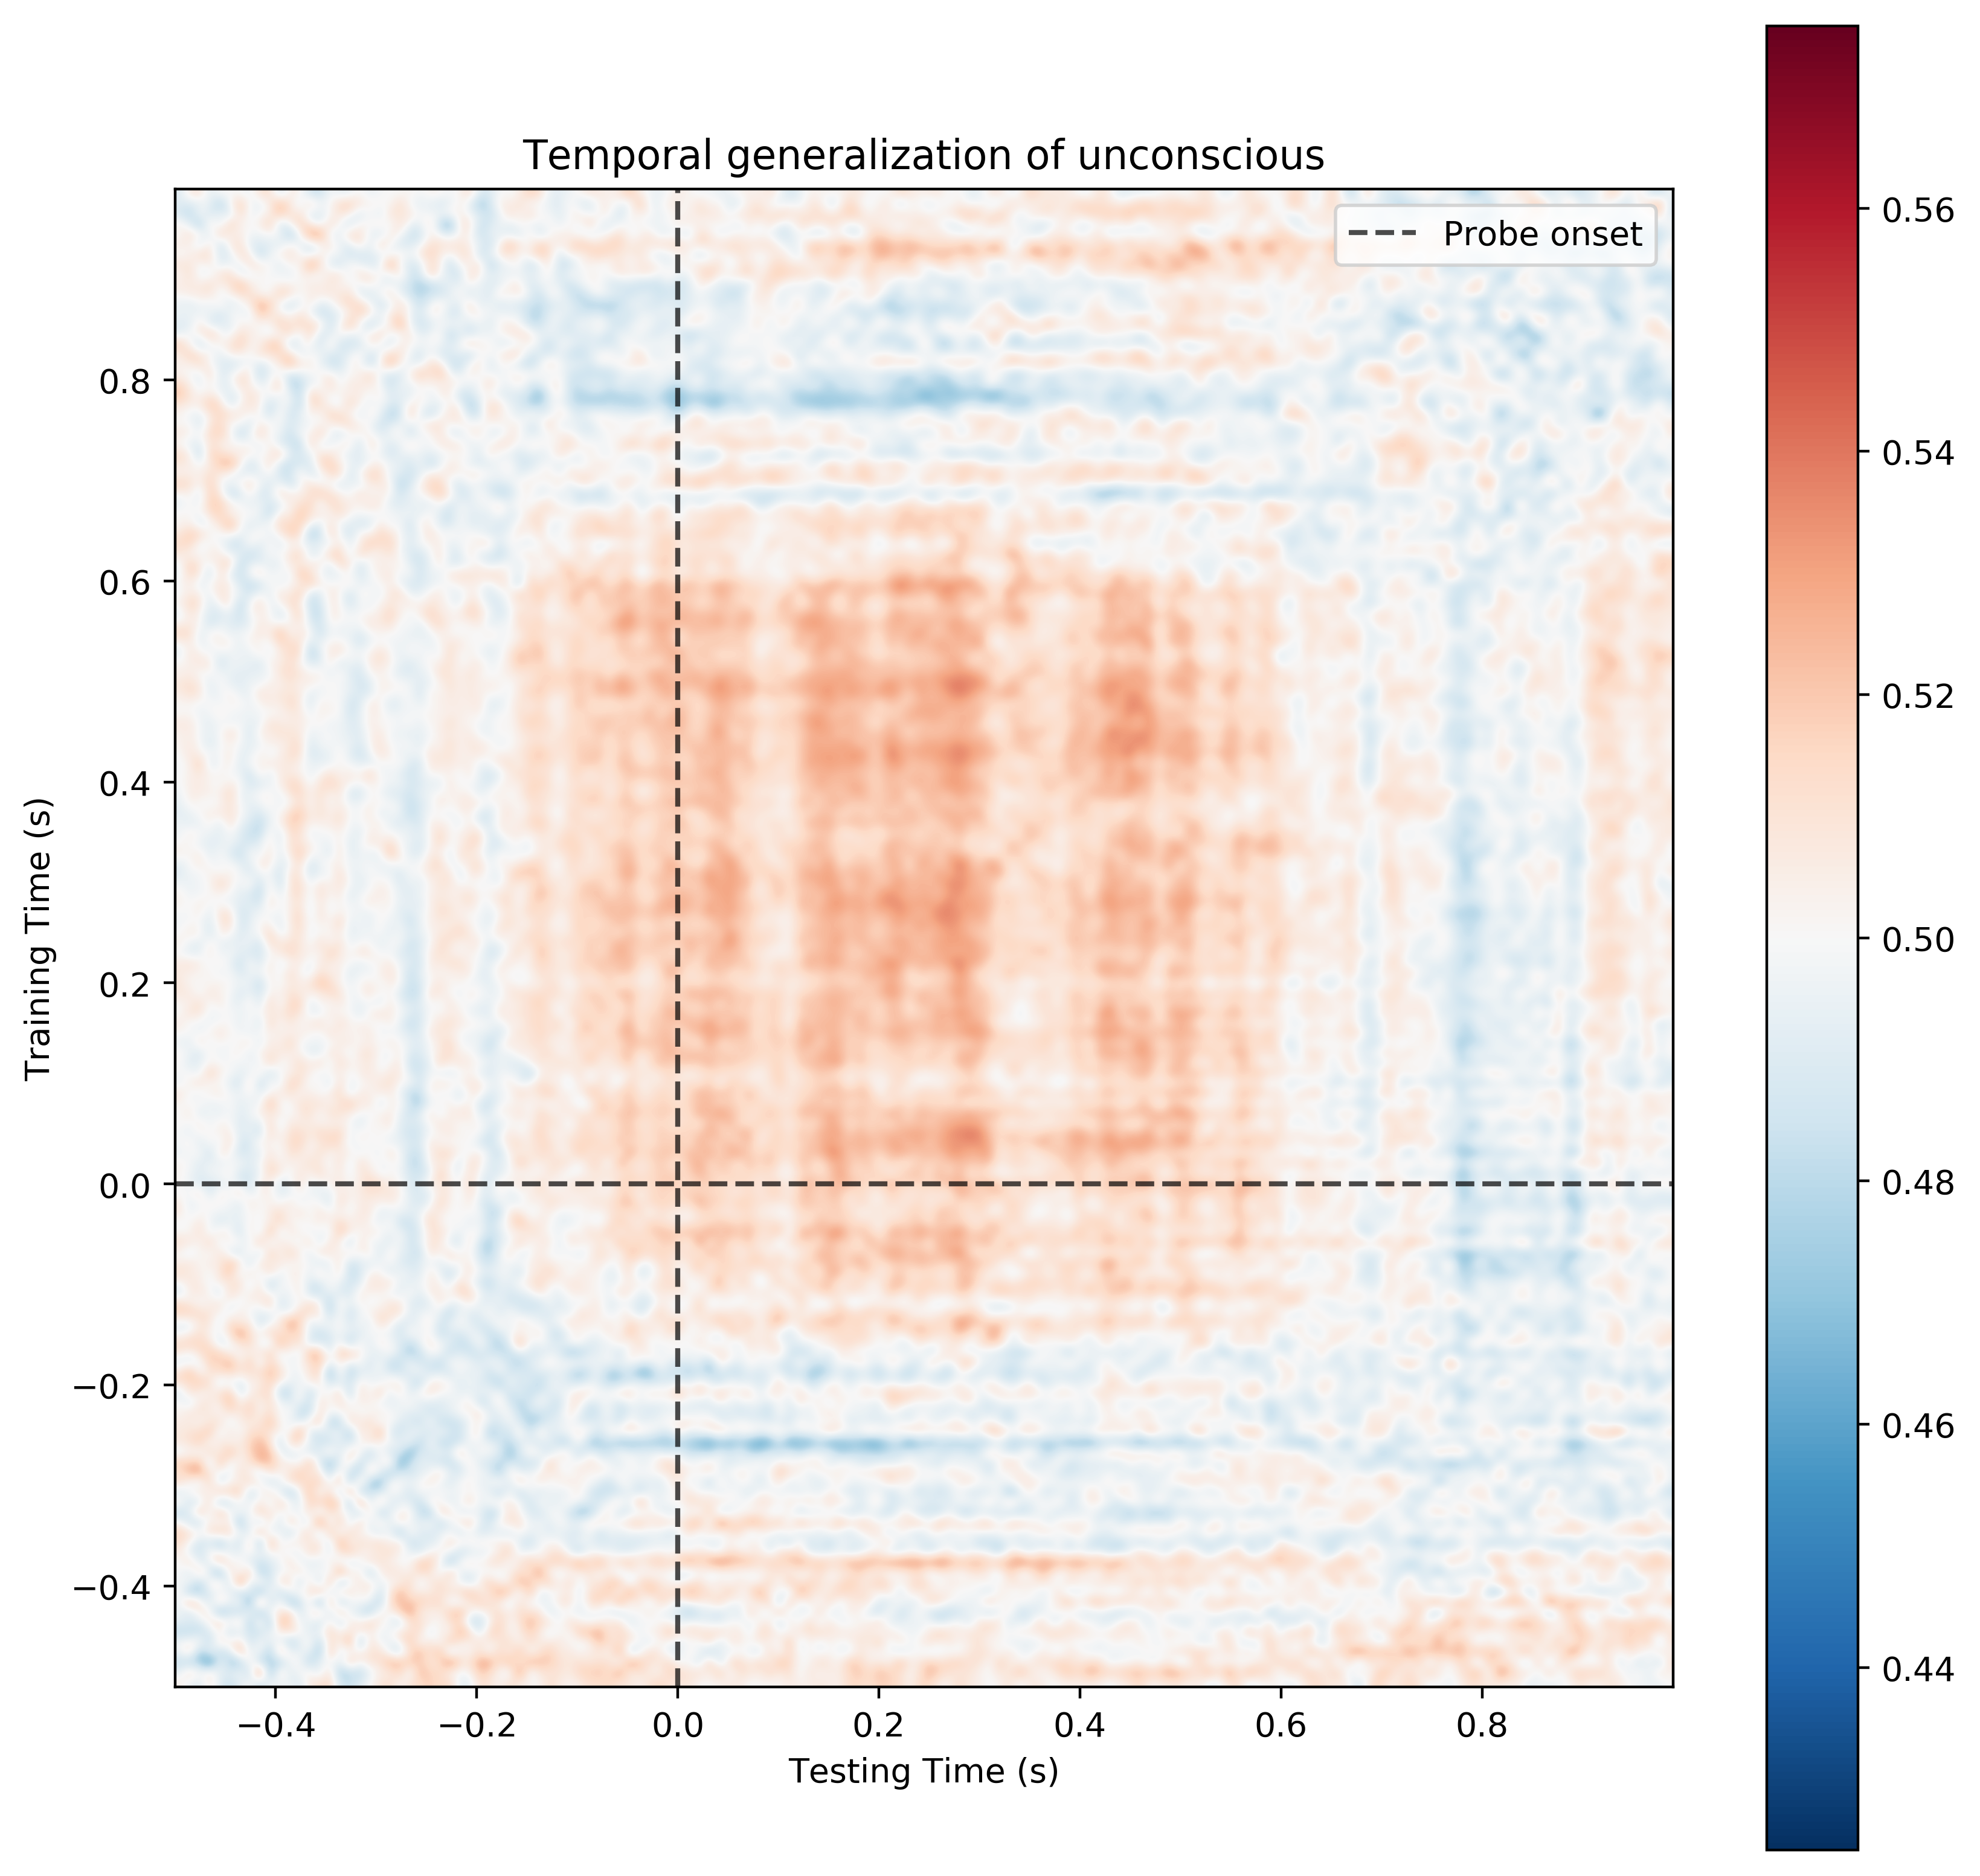 Temporal generalization of unconscious
Probe onset
Training Time (s)
0.8
0.6
0.4
0.2
0.0
−0.2
−0.4
−0.4 −0.2 0.0 0.2 0.4 0.6 0.8
Testing Time (s)
0.56
0.54
0.52
0.50
0.48
0.46
0.44